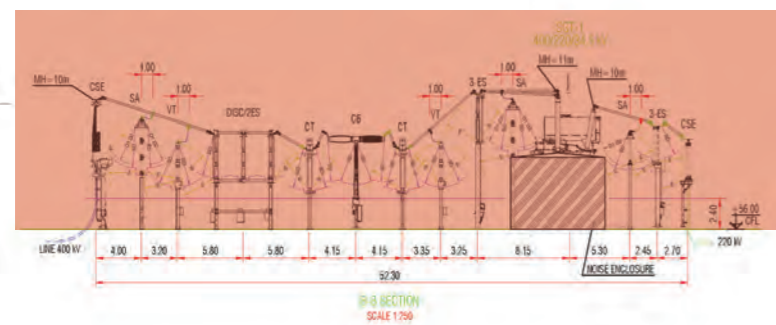 1.00
MH=10m
CSE
SA
VT
1.00
DISC/2ES
CT
CB
CT
VT
1.00
3-ES
SA
1.00
MH=11m
MH=10m
SA
1.00
3-ES
CSE
2.40
+56.00
CFL
LINE 400 kV
4.00
3.20
5.80
5.80
4.15
4.15
3.35
3.25
8.15
5.30
2.45
2.70
220 kV
52.30
NOISE ENCLOSURE
B-B SECTION
SCALE 1:250